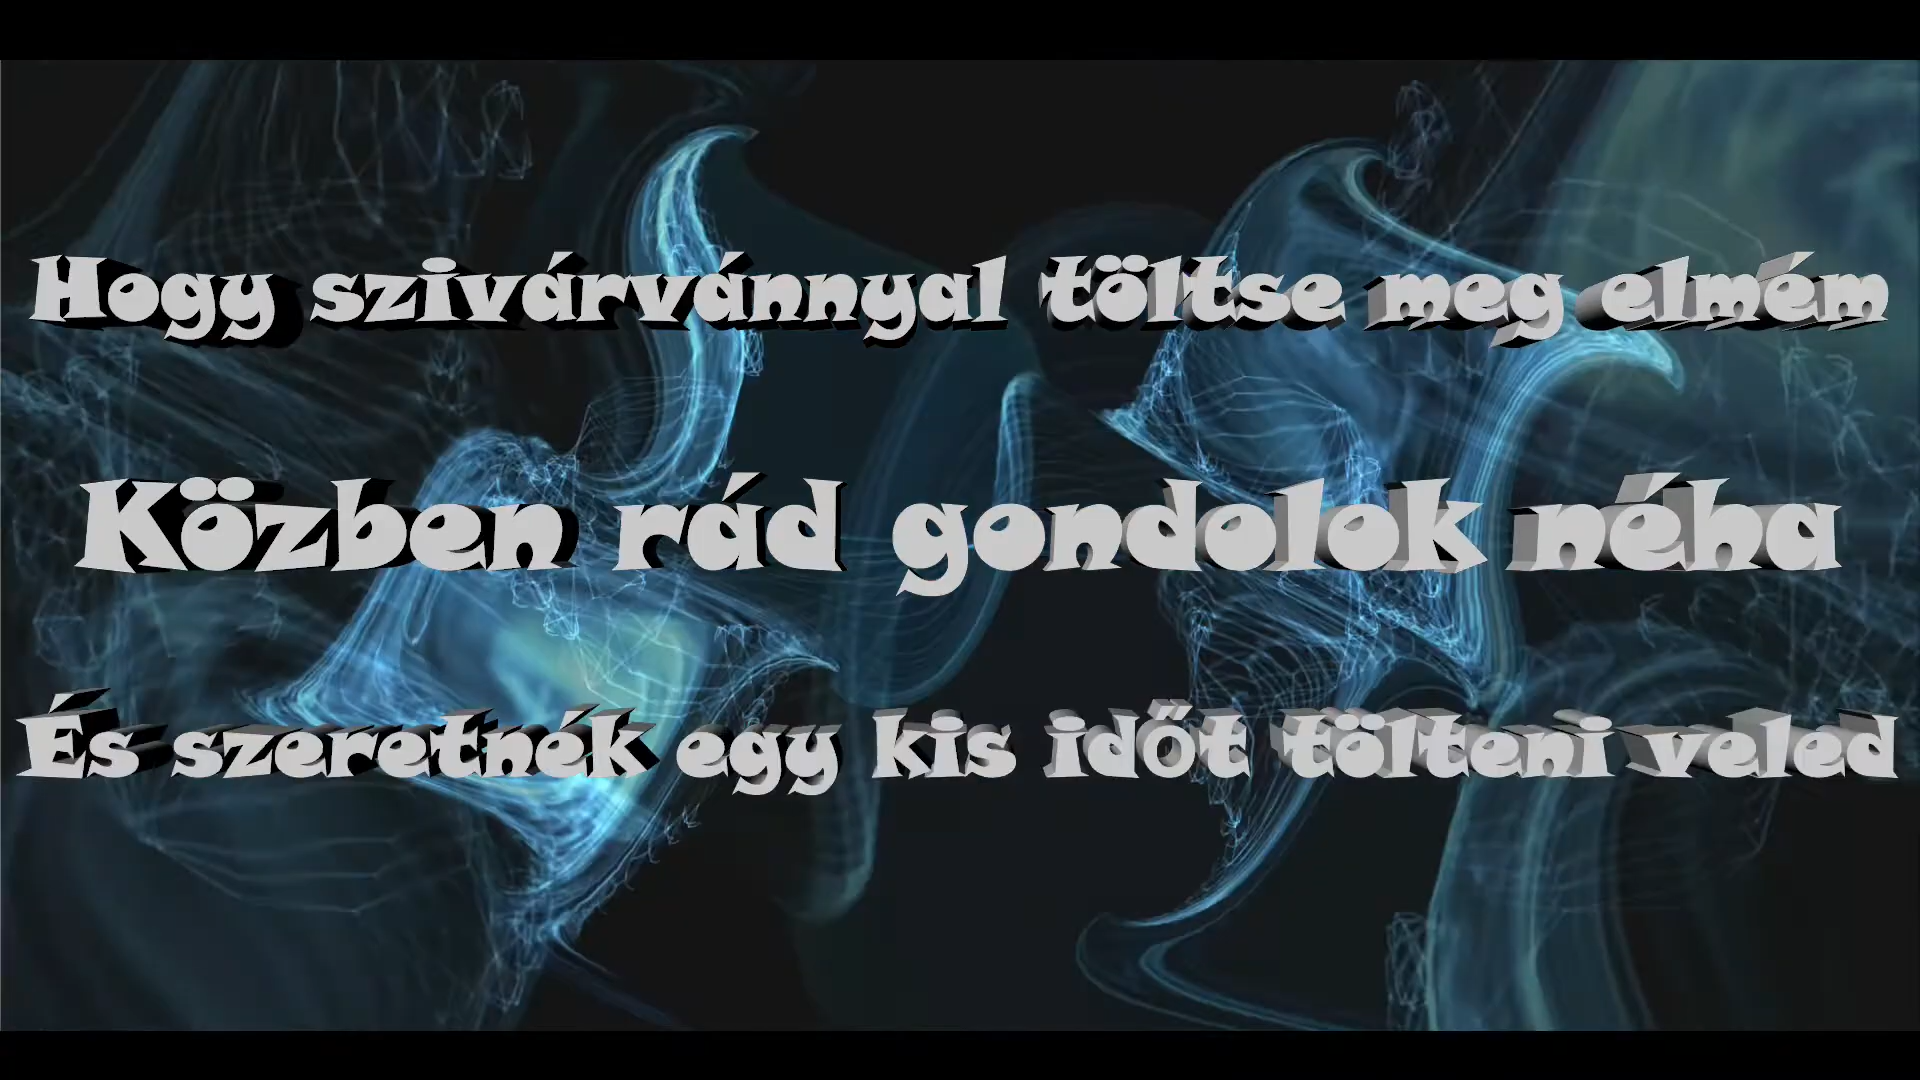 Hogy szivárvánnyal töltse meg elmém
Közben rád gondolok néha
És szeretnék egy kis időt tölteni veled